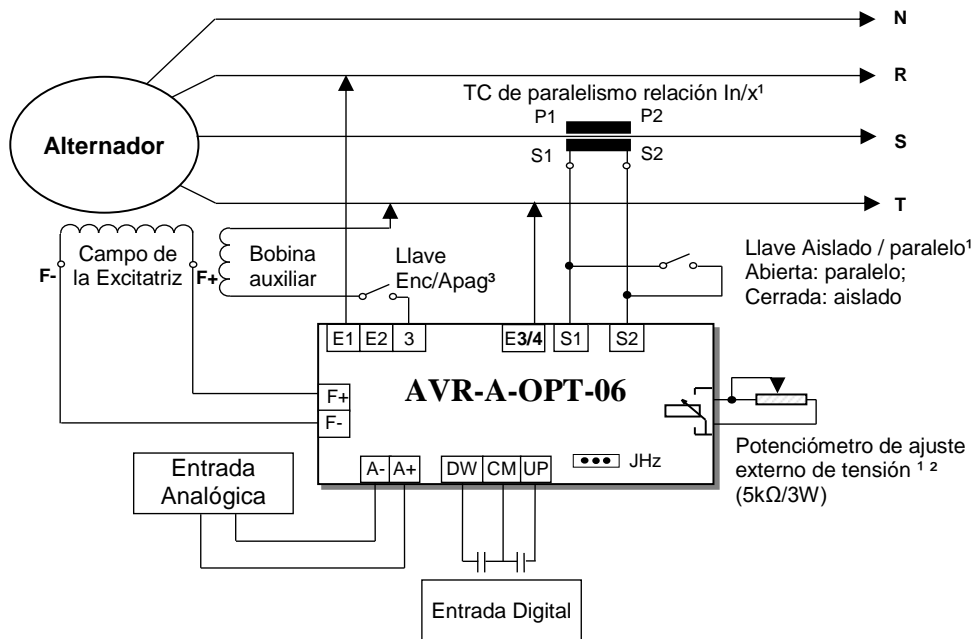 N
R
TC de paralelismo relación In/x¹
P1 P2
Alternador
S
S1 S2
T
Campo de
la Excitatriz
F- F+
Bobina
auxiliar
Llave
Enc/Apag³
Llave Aislado / paralelo¹
Abierta: paralelo;
Cerrada: aislado
E1 E2 3 E3/4 S1 S2
AVR-A-OPT-06
F+
F-
Potenciómetro de ajuste
externo de tensión ¹ ²
(5kΩ/3W)
A- A+ DW CM UP JHz
Entrada
Analógica
Entrada Digital